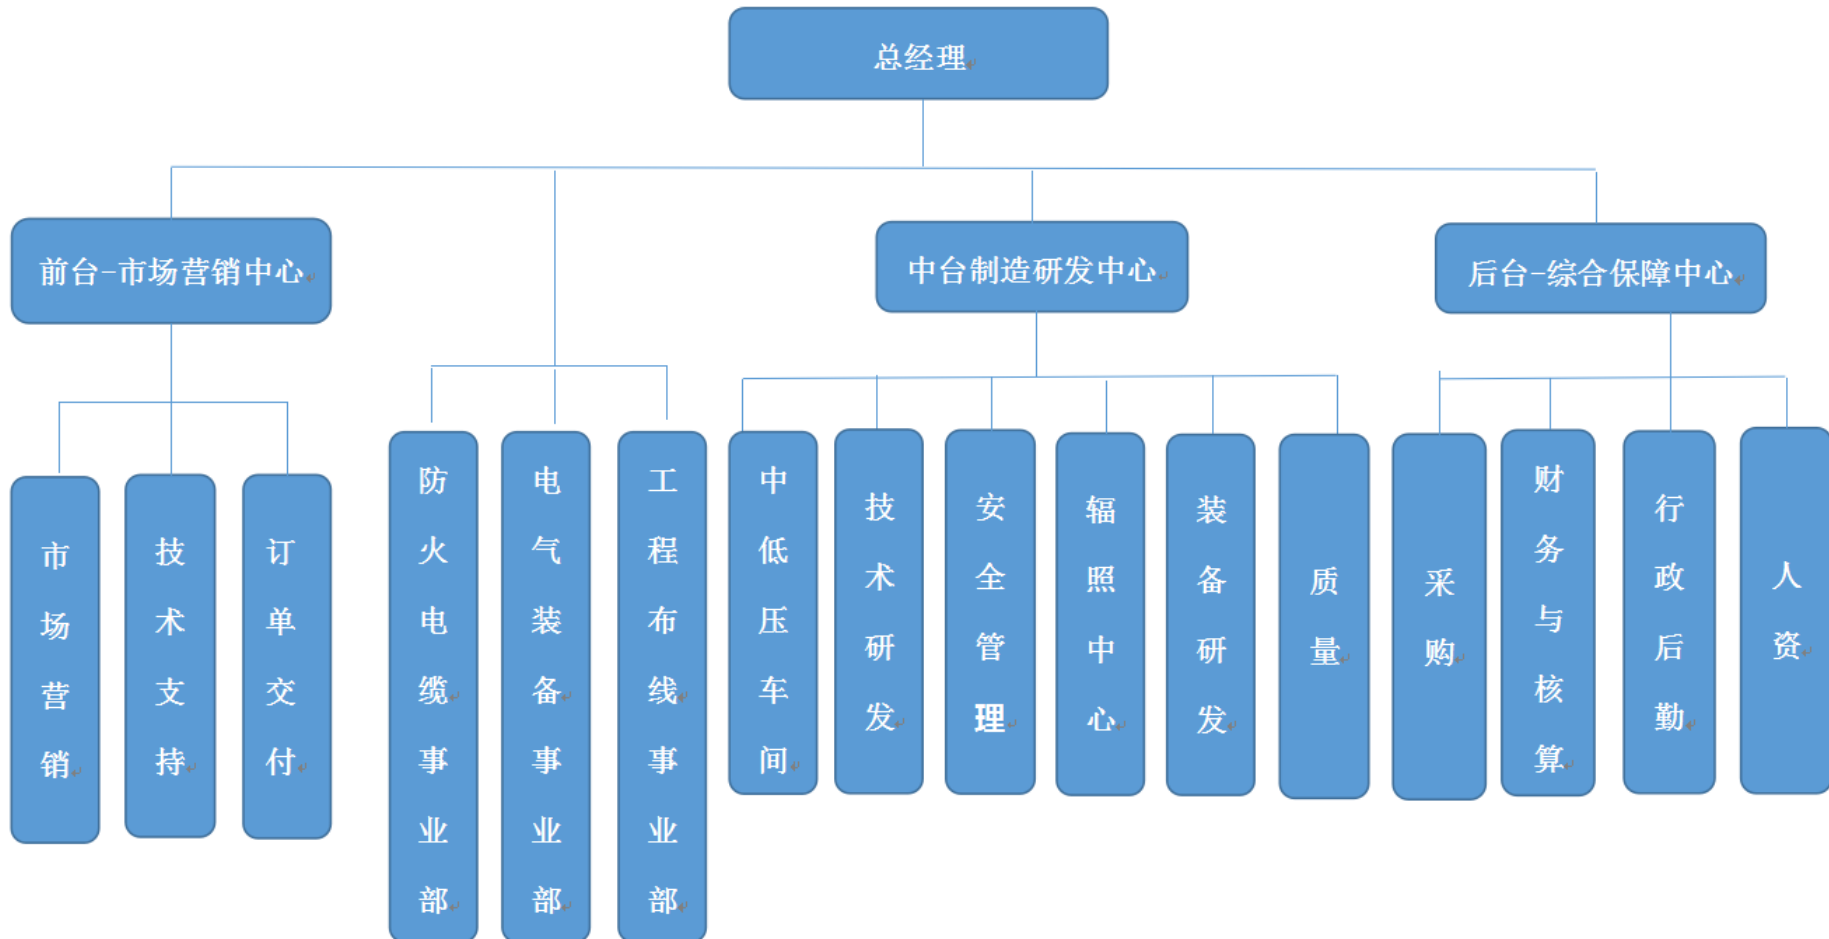 总经理
前台-市场营销中心
中台制造研发中心
后台-综合保障中心
市场营销
技术支持
订单交付
防火电缆事业部
电气装备事业部
工程布线事业部
中低压车间
技术研发
安全管理
辐照中心
装备研发
质量
采购
财务与核算
行政后勤
人资